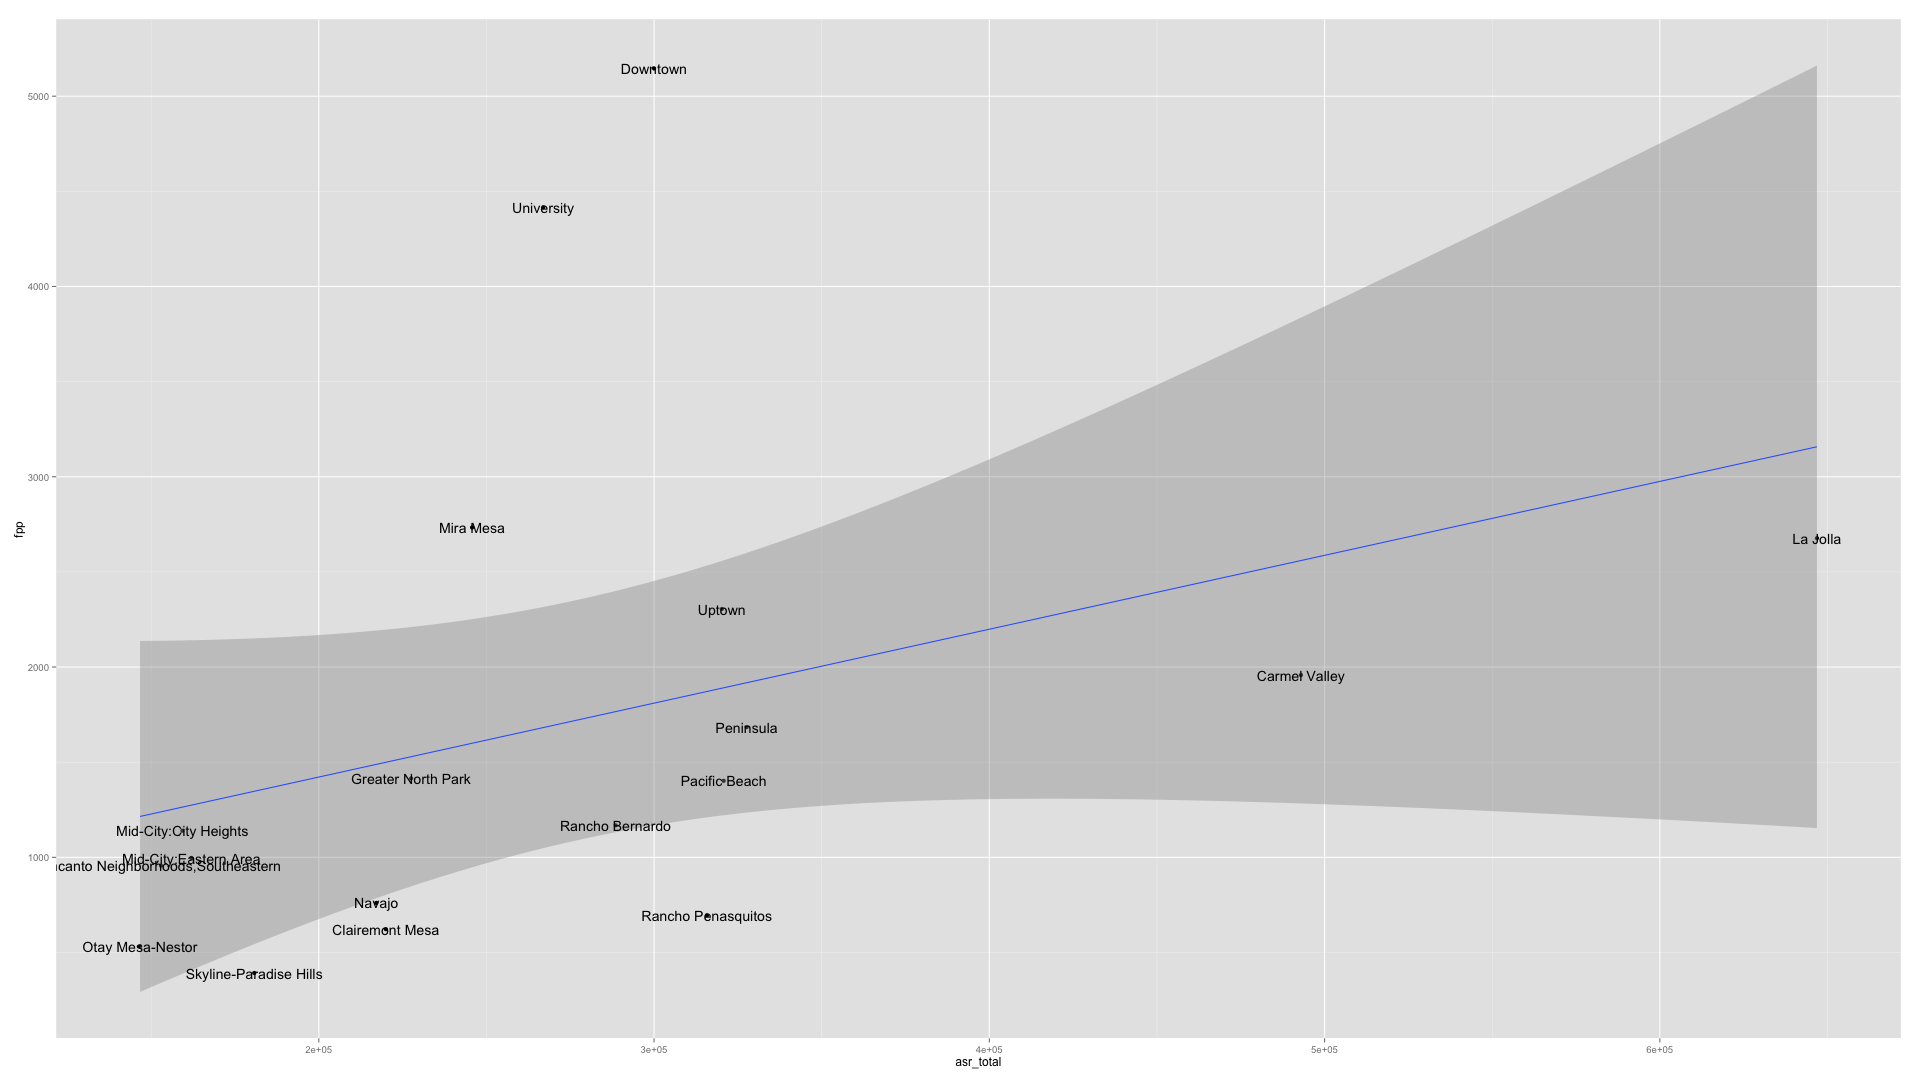 Downtown
5000
University
4000
3000
fpp
Mira Mesa
La Jolla
Uptown
2000
Carmel Valley
Peninsula
Greater North Park
Pacific Beach
Rancho Bernardo
Mid-City:City Heights
Mid-City:Eastern Area
1000
canto Neighborhoods,Southeastern
Navajo
Rancho Penasquitos
Clairemont Mesa
Otay Mesa-Nestor
Skyline-Paradise Hills
2e+05 3e+05 4e+05 5e+05 6e+05
asr_total